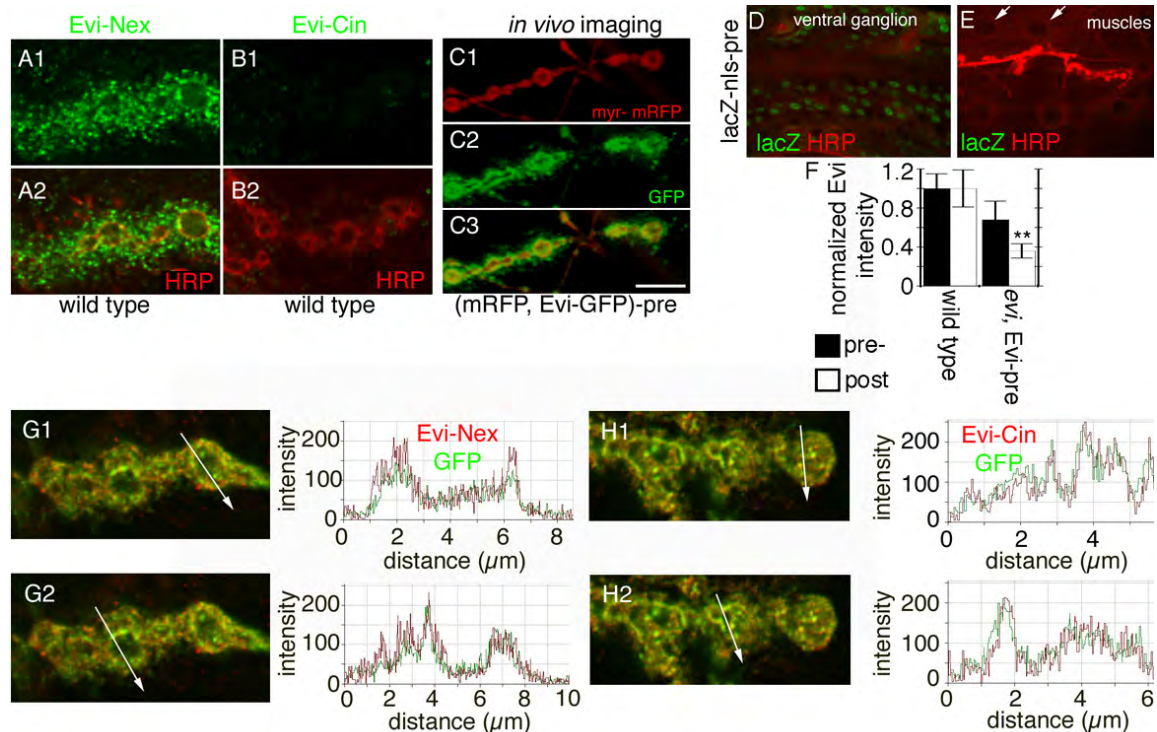 Evi-Nex
Evi-Cin
in vivo imaging
A1
B1
C1
myr- mRFP
C2
GFP
A2
HRP
B2
HRP
C3
wild type
wild type
(mRFP, Evi-GFP)-pre
lacZ-nls-pre
D
ventral ganglion
lacZ HRP
E
muscles
lacZ HRP
F
normalized Evi
intensity
1.2
0.8
0.4
0
**
wild type
evi, Evi-pre
pre-
post
G1
intensity
200
100
0
Evi-Nex
GFP
0 2 4 6 8
distance (µm)
H1
intensity
200
100
0
Evi-Cin
GFP
0 2 4 6
distance (µm)
G2
intensity
200
100
0
0 2 4 6 8 10
distance (µm)
H2
intensity
200
100
0
0 2 4 6
distance (µm)